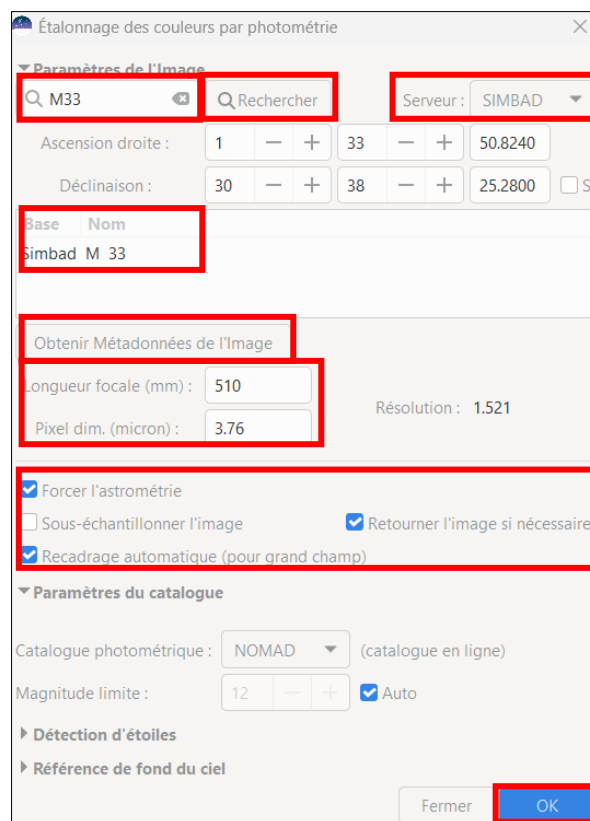 Étalonnage des couleurs par photométrie
Paramètres de l'Image
M33 Rechercher Serveur : SIMBAD
Ascension droite : 1 33 50.8240
Déclinaison : 30 38 25.2800 S
Base Nom
Simbad M 33
Obtenir Métadonnées de l'Image
Longueur focale (mm) : 510
Résolution : 1.521
Pixel dim. (micron) : 3.76
Forcer l'astrométrie
Sous-échantillonner l'image Retourner l'image si nécessaire
Recadrage automatique (pour grand champ)
Paramètres du catalogue
Catalogue photométrique : NOMAD (catalogue en ligne)
Magnitude limite : 12 Auto
Détection d'étoiles
Référence de fond du ciel
Fermer OK